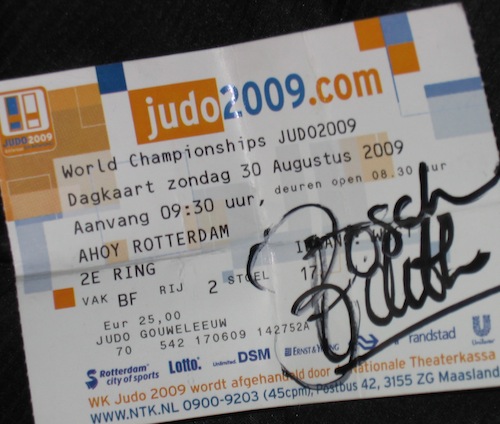 judo2009.com
JUDO2009
World Championships JUDO2009
Dagkaart zondag 30 Augustus 2009
Aanvang 09:30 uur, deuren open 08.30 uur
AHOY ROTTERDAM
2E RING
VAK BF RIJ 2 STOEL 17
Eur 25,00
JUDO GOUWELEEUW
70 542 170609 142752A
Rotterdam city of sports Lotto. Unlimited DSM ERNST & YOUNG randstad Unilever
WK Judo 2009 wordt afgehandeld door Nationale Theaterkassa
WWW.NTK.NL 0900-9203 (45cpm), Postbus 42, 3155 ZG Maasland